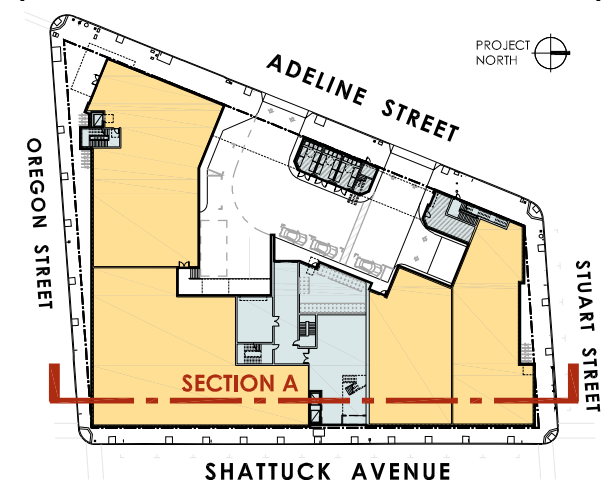 PROJECT
NORTH
ADELINE STREET
OREGON STREET
STUART STREET
SECTION A
SHATTUCK AVENUE